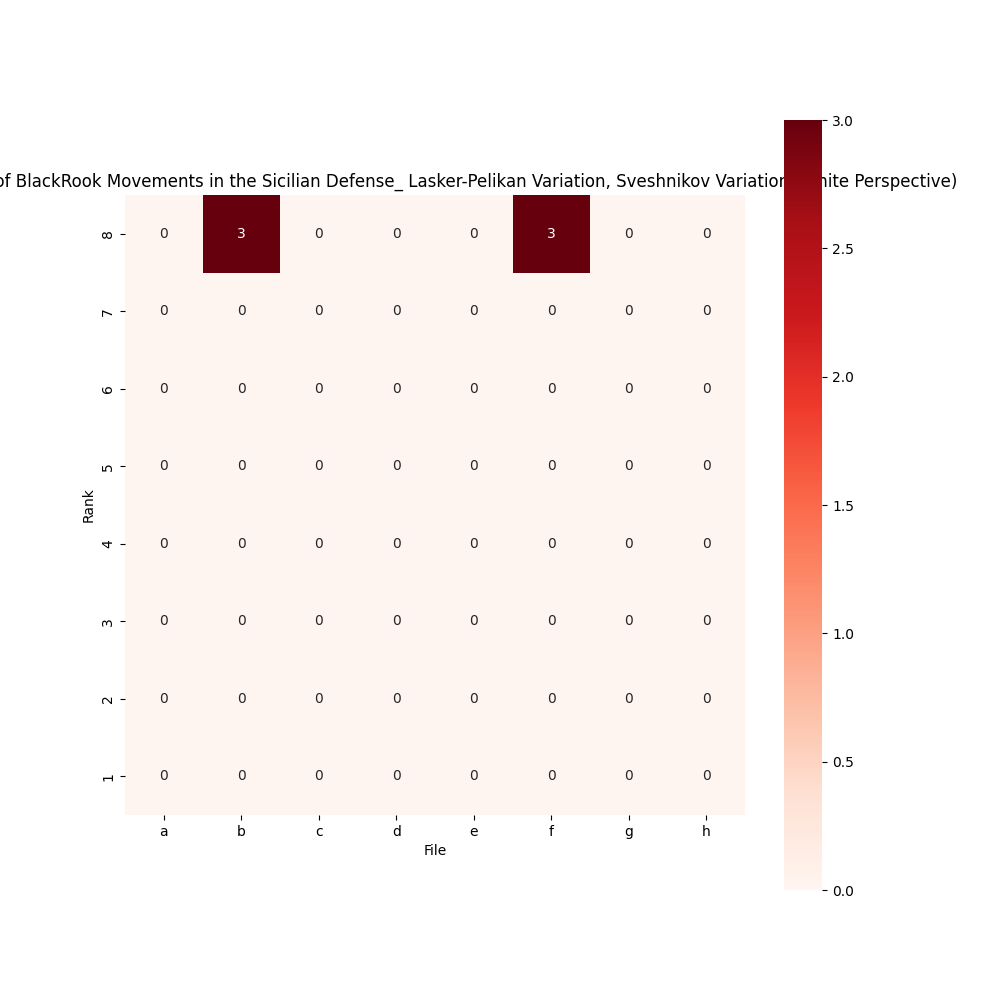 of BlackRook Movements in the Sicilian Defense_ Lasker-Pelikan Variation, Sveshnikov Variation Perspective)
8 0 3 0 0 0 3 0 0
7 0 0 0 0 0 0 0 0
6 0 0 0 0 0 0 0 0
5 0 0 0 0 0 0 0 0
4 0 0 0 0 0 0 0 0
3 0 0 0 0 0 0 0 0
2 0 0 0 0 0 0 0 0
1 0 0 0 0 0 0 0 0
a b c d e f g h
File
Rank
3.0
2.5
2.0
1.5
1.0
0.5
0.0